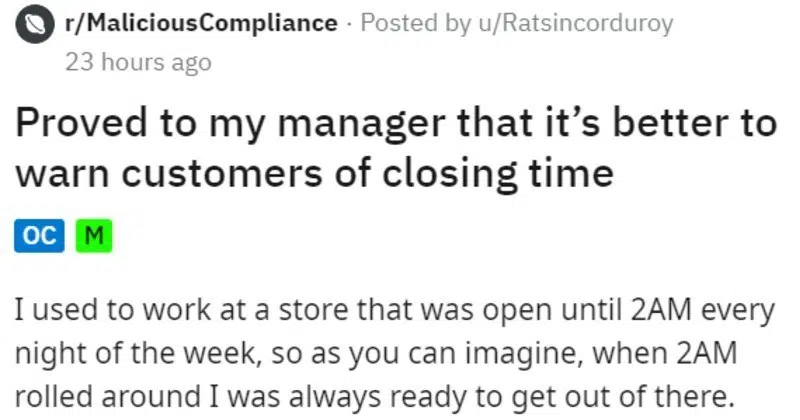 r/MaliciousCompliance · Posted by u/Ratsincorduroy
23 hours ago
Proved to my manager that it’s better to
warn customers of closing time
OC M
I used to work at a store that was open until 2AM every
night of the week, so as you can imagine, when 2AM
rolled around I was always ready to get out of there.